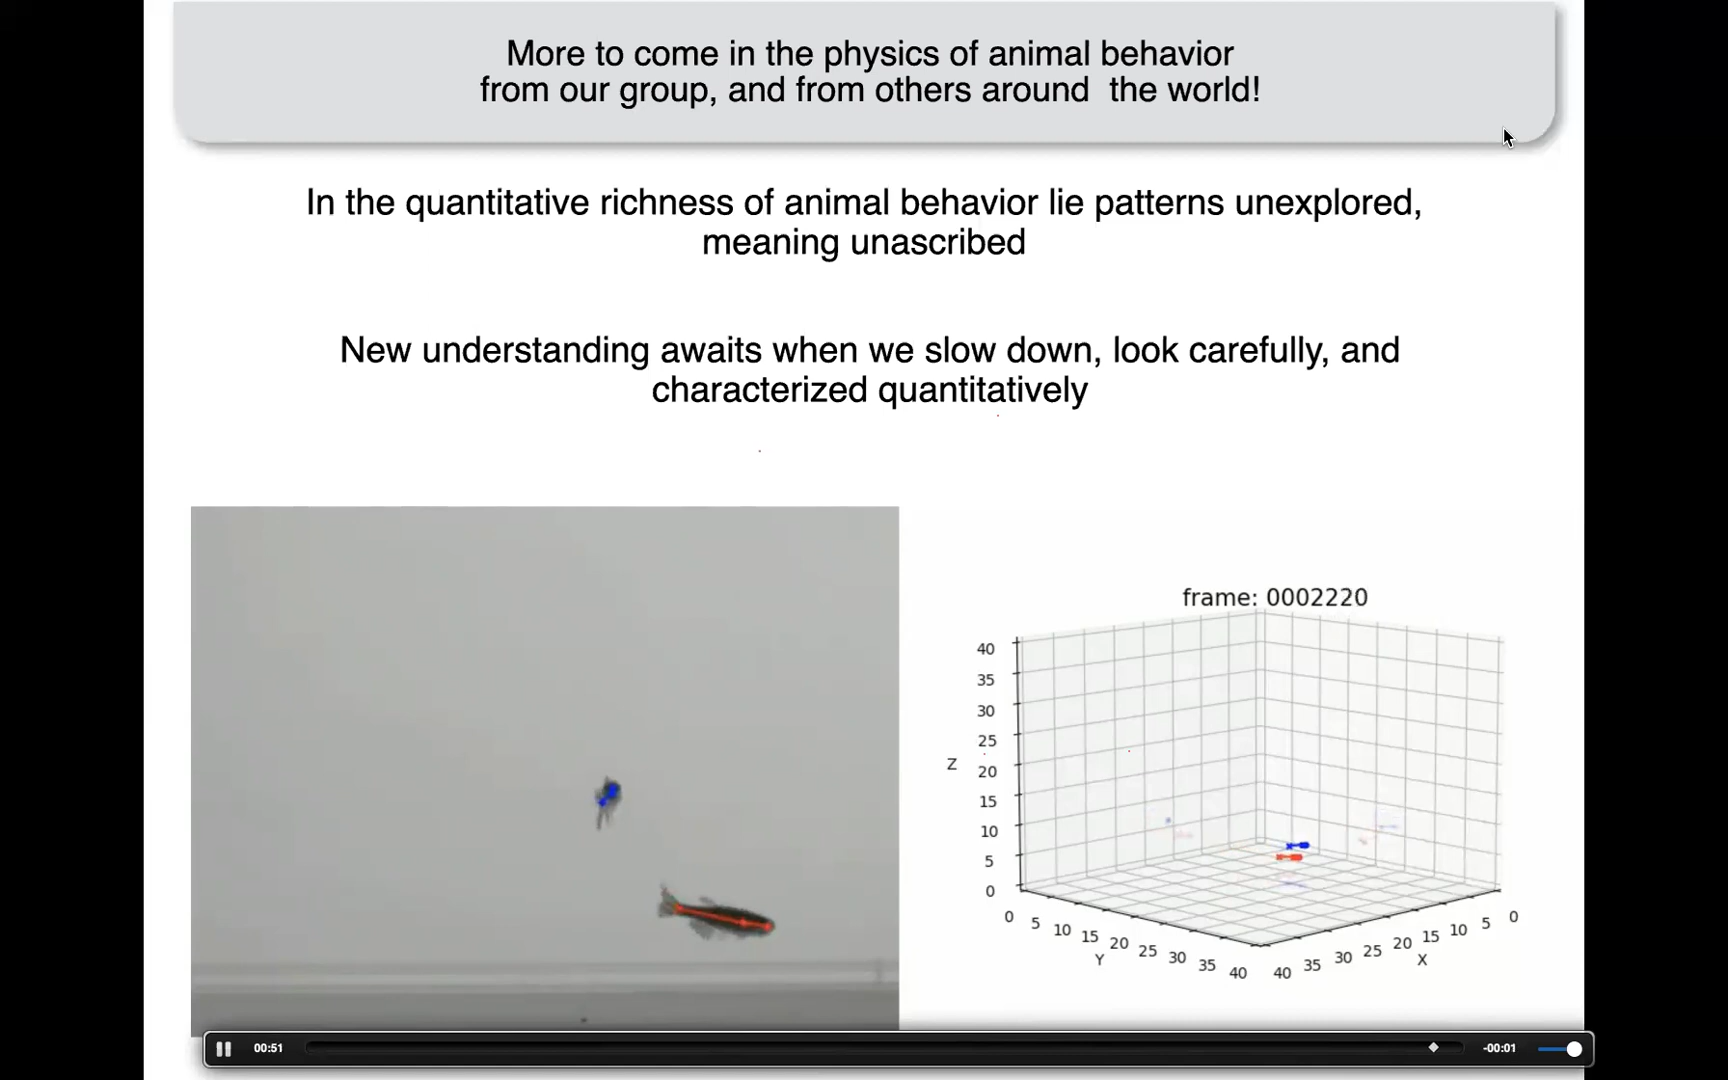 More to come in the physics of animal behavior
from our group, and from others around  the world!
In the quantitative richness of animal behavior lie patterns unexplored,
meaning unascribed
New understanding awaits when we slow down, look carefully, and
characterized quantitatively
frame: 0002220
40
35
30
25
Z
20
15
10
5
0
0 5 10 15 20 25 30 35 40
Y
40 35 30 25 20 15 10 5 0
X
00:51
-00:01